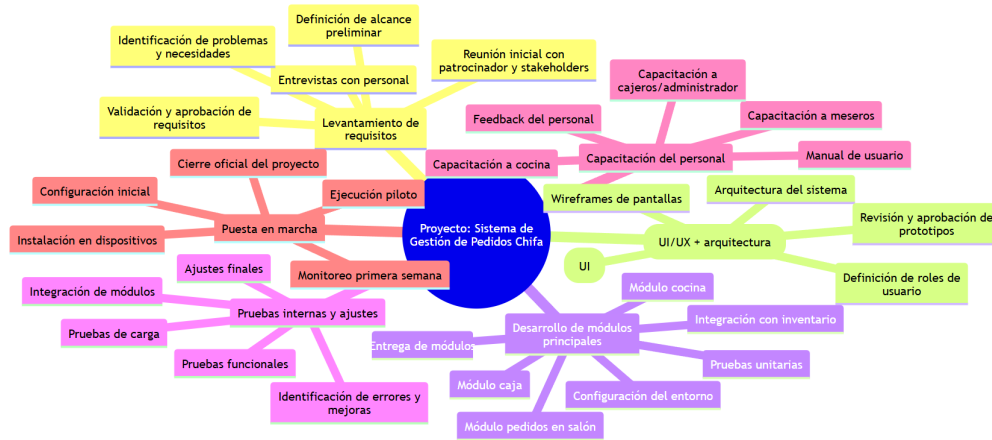 Definición de alcance
preliminar
Identificación de problemas
y necesidades
Reunión inicial con
patrocinador y stakeholders
Entrevistas con personal
Validación y aprobación de
requisitos
Levantamiento de
requisitos
Capacitación a
cajeros/administrador
Feedback del personal
Capacitación a meseros
Capacitación a cocina
Capacitación del personal
Manual de usuario
Cierre oficial del proyecto
Configuración inicial
Ejecución piloto
Instalación en dispositivos
Puesta en marcha
Monitoreo primera semana
Proyecto: Sistema de
Gestión de Pedidos Chifa
Wireframes de pantallas
Arquitectura del sistema
Revisión y aprobación de
prototipos
UI/UX + arquitectura
UI
Definición de roles de
usuario
Ajustes finales
Integración de módulos
Pruebas internas y ajustes
Pruebas de carga
Pruebas funcionales
Identificación de errores y
mejoras
Módulo cocina
Desarrollo de módulos
principales
Integración con inventario
Entrega de módulos
Pruebas unitarias
Módulo caja
Configuración del entorno
Módulo pedidos en salón